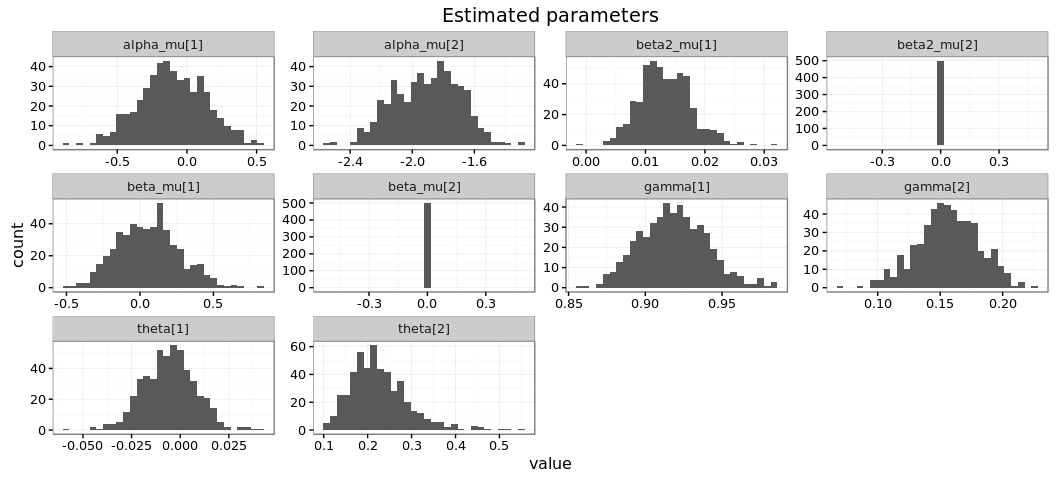 Estimated parameters
alpha_mu[1] alpha_mu[2] beta2_mu[1] beta2_mu[2]
40 30 20 10 0
-0.5 0.0 0.5
40 30 20 10 0
-2.4 -2.0 -1.6
40 20 0
0.00 0.01 0.02 0.03
500 400 300 200 100 0
-0.3 0.0 0.3
beta_mu[1] beta_mu[2] gamma[1] gamma[2]
40 20 0
-0.5 0.0 0.5
500 400 300 200 100 0
-0.3 0.0 0.3
40 30 20 10 0
0.85 0.90 0.95
40 30 20 10 0
0.10 0.15 0.20
theta[1] theta[2]
40 20 0
-0.050 -0.025 0.000 0.025
60 40 20 0
0.1 0.2 0.3 0.4 0.5
count
value